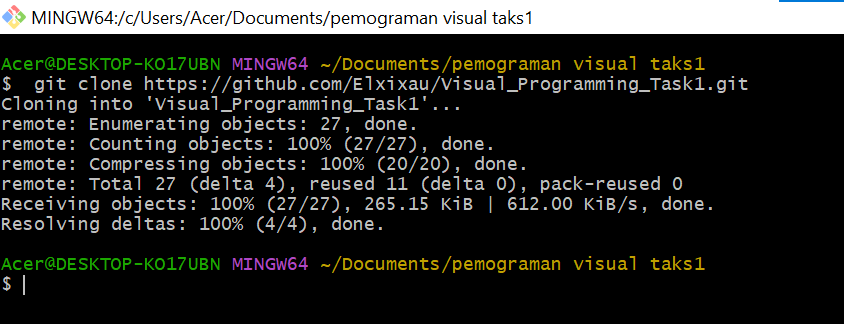 MINGW64:/c/Users/Acer/Documents/pemograman visual taks1
Acer@DESKTOP-KO17UBN MINGW64 ~/Documents/pemograman visual taks1
$  git clone https://github.com/Elxixau/Visual_Programming_Task1.git
Cloning into 'Visual_Programming_Task1'...
remote: Enumerating objects: 27, done.
remote: Counting objects: 100% (27/27), done.
remote: Compressing objects: 100% (20/20), done.
remote: Total 27 (delta 4), reused 11 (delta 0), pack-reused 0
Receiving objects: 100% (27/27), 265.15 KiB | 612.00 KiB/s, done.
Resolving deltas: 100% (4/4), done.
Acer@DESKTOP-KO17UBN MINGW64 ~/Documents/pemograman visual taks1
$